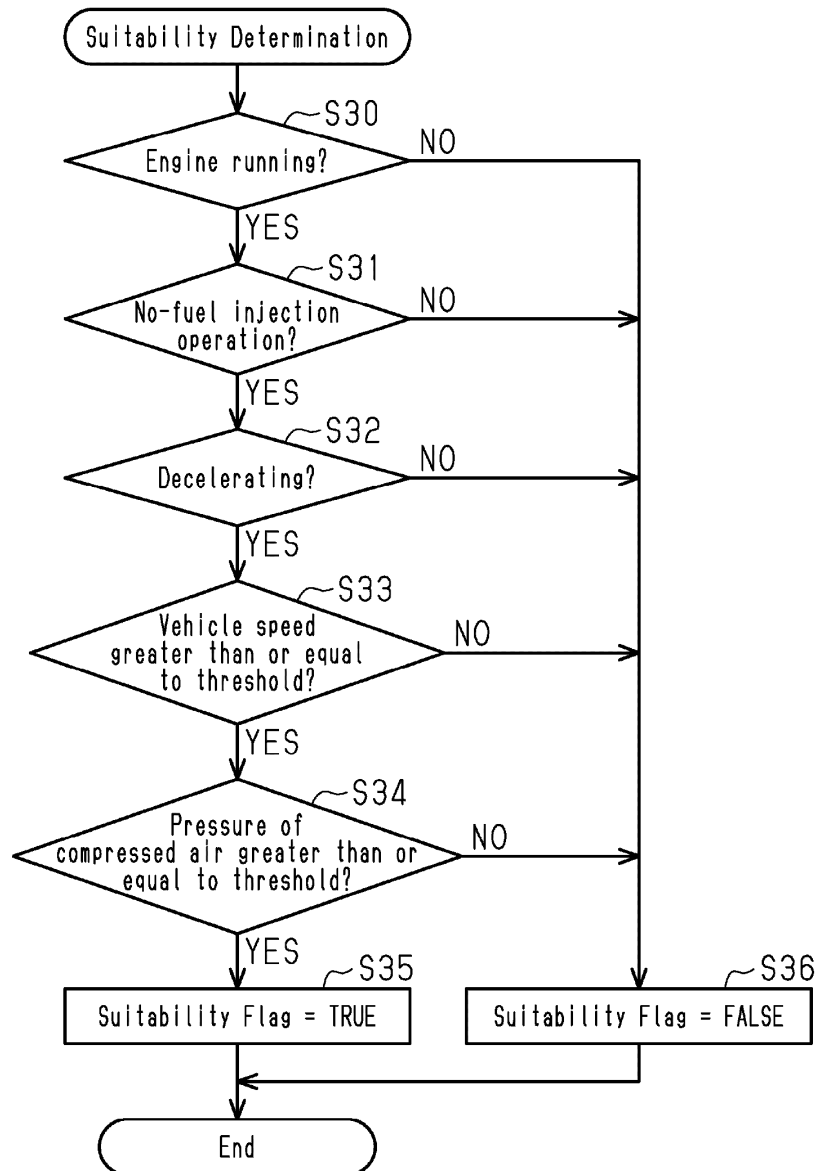 Suitability Determination
S30
Engine running?
NO
YES
S31
No-fuel injection
operation?
NO
YES
S32
Decelerating?
NO
YES
S33
Vehicle speed
greater than or equal
to threshold?
NO
YES
S34
Pressure of
compressed air greater than or
equal to threshold?
NO
YES
S35
Suitability Flag = TRUE
S36
Suitability Flag = FALSE
End